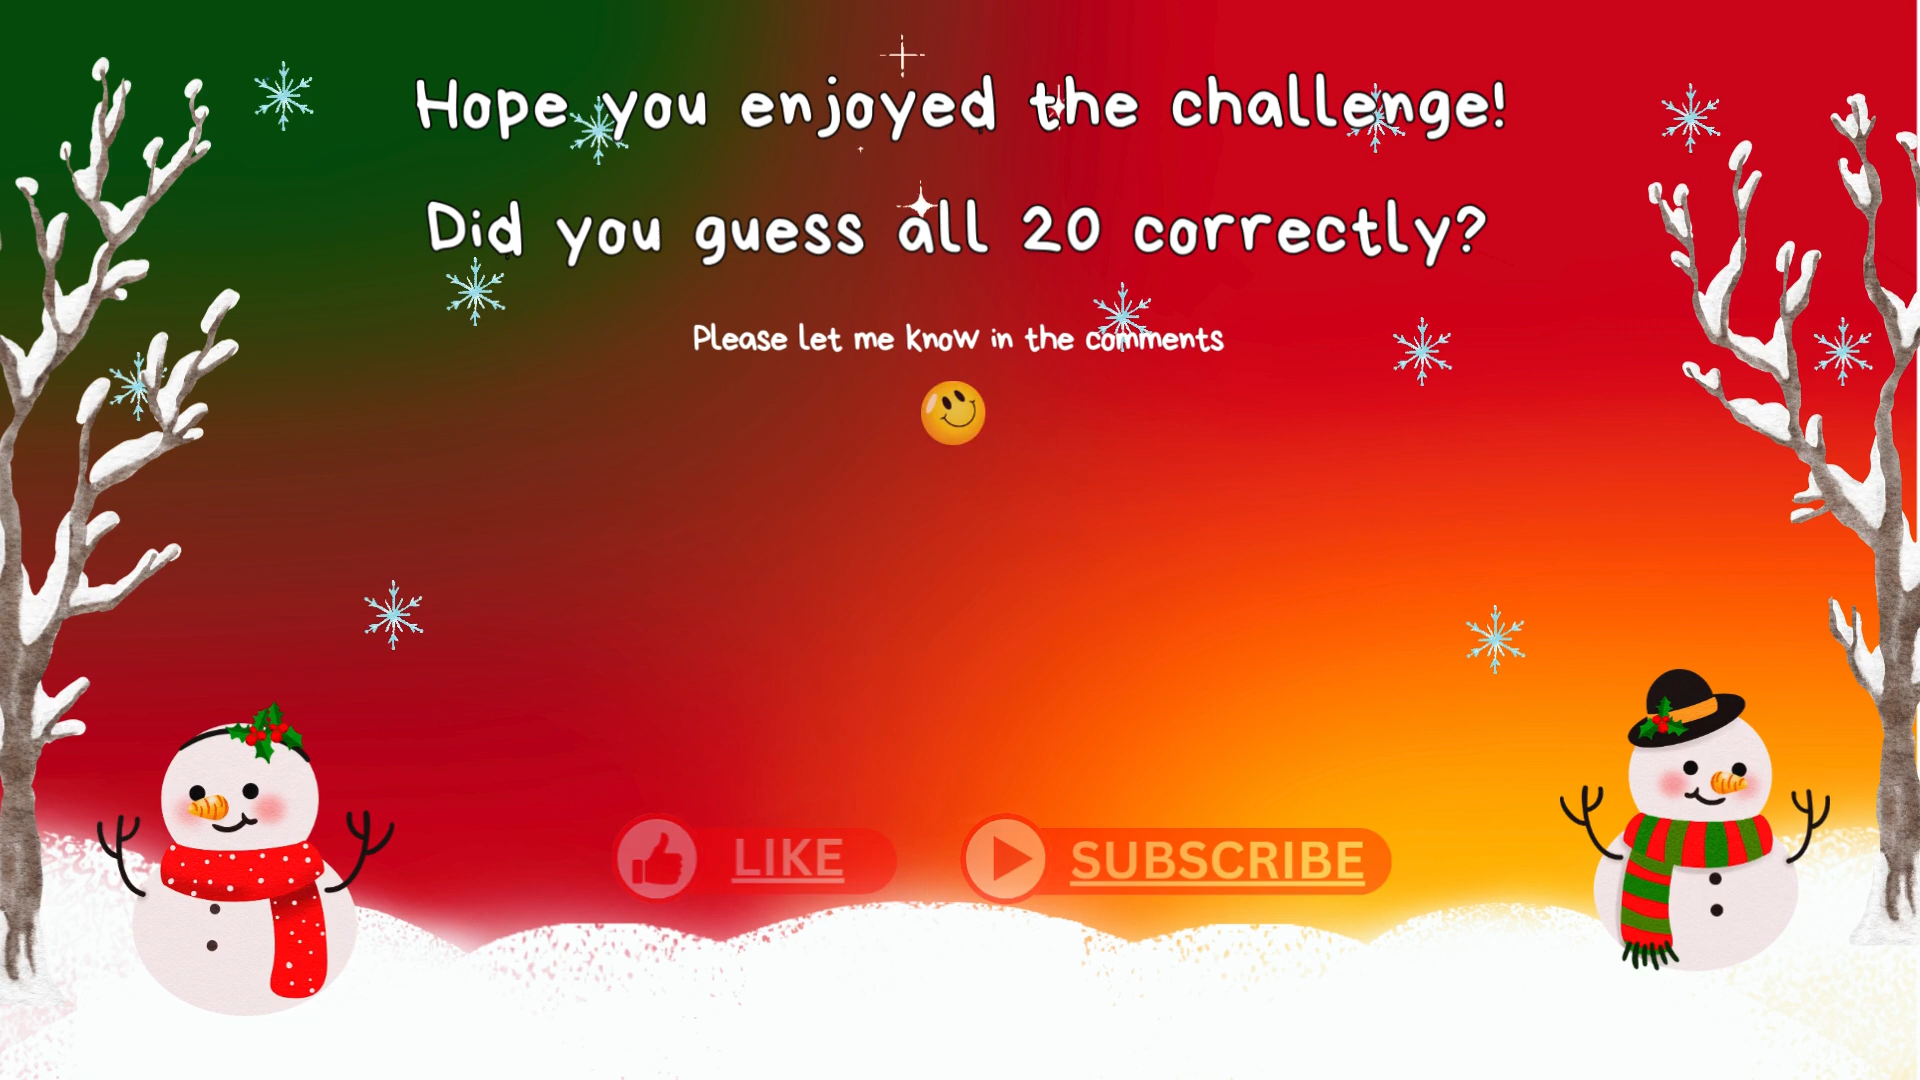 Hope you enjoyed the challenge!
Did you guess all 20 correctly?
Please let me know in the comments
LIKE
SUBSCRIBE